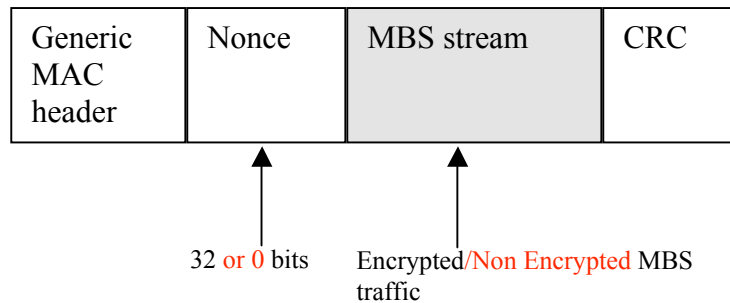 Generic
MAC
header
Nonce
MBS stream
CRC
32 or 0 bits
Encrypted/Non Encrypted MBS
traffic